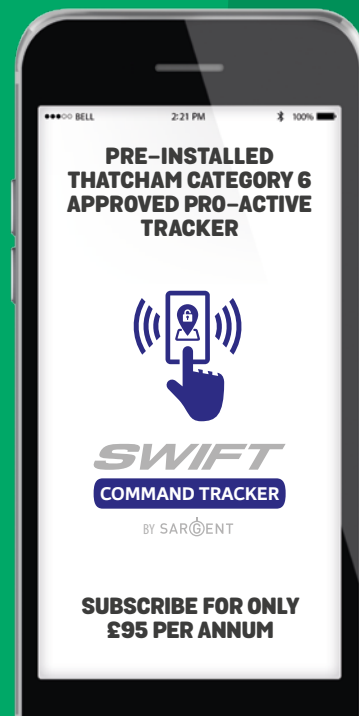 BELL 2:21 PM 100%
PRE-INSTALLED
THATCHAM CATEGORY 6
APPROVED PRO-ACTIVE
TRACKER
SWIFT
COMMAND TRACKER
BY SARGENT
SUBSCRIBE FOR ONLY
£95 PER ANNUM